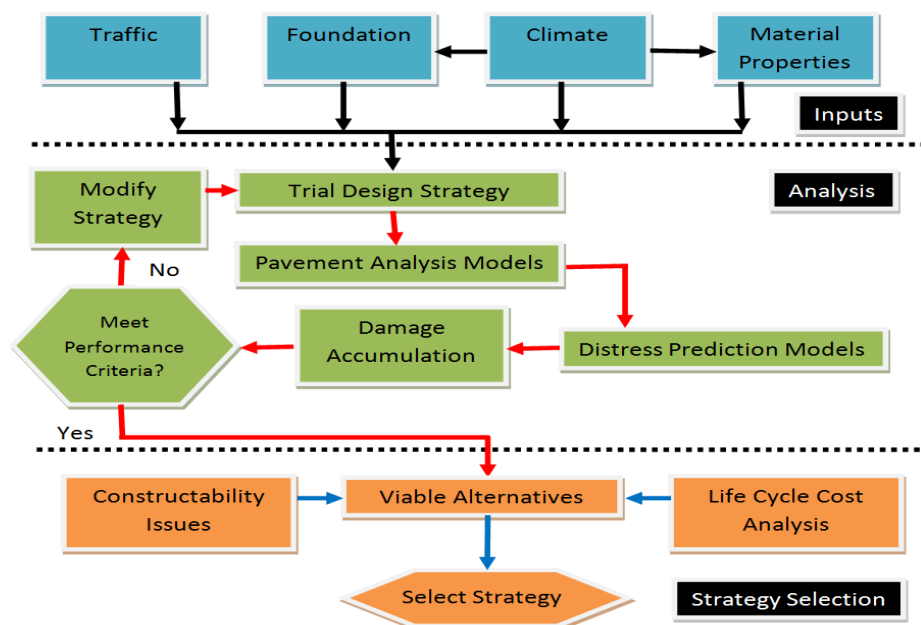 Traffic
Foundation
Climate
Material
Properties
Inputs
Modify
Strategy
Trial Design Strategy
Analysis
Pavement Analysis Models
No
Meet
Performance
Criteria?
Damage
Accumulation
Distress Prediction Models
Yes
Constructability
Issues
Viable Alternatives
Life Cycle Cost
Analysis
Select Strategy
Strategy Selection